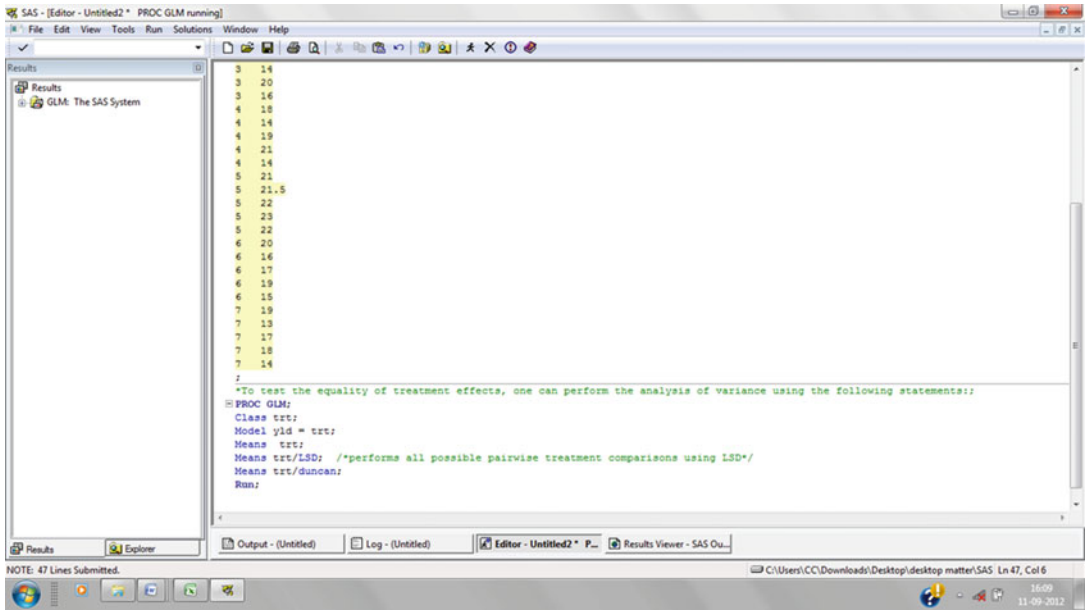 SAS - [Editor - Untitled2 * PROC GLM running]
File Edit View Tools Run Solutions Window Help
Results
Results
GLM: The SAS System
3 14
3 20
3 16
4 18
4 14
4 19
4 21
4 14
5 21
5 21.5
5 22
5 23
5 22
6 20
6 16
6 17
6 19
6 15
7 19
7 13
7 17
7 18
7 14
;
*To test the equality of treatment effects, one can perform the analysis of variance using the following statements:;
PROC GLM;
Class trt;
Model yld = trt;
Means trt;
Means trt/LSD; /*performs all possible pairwise treatment comparisons using LSD*/
Means trt/duncan;
Run;
Results Explorer
Output - (Untitled) Log - (Untitled) Editor - Untitled2 * P... Results Viewer - SAS Ou...
NOTE: 47 Lines Submitted.
C:\Users\CC\Downloads\Desktop\desktop matter\SAS Ln 47, Col 6
16:09
11-09-2012